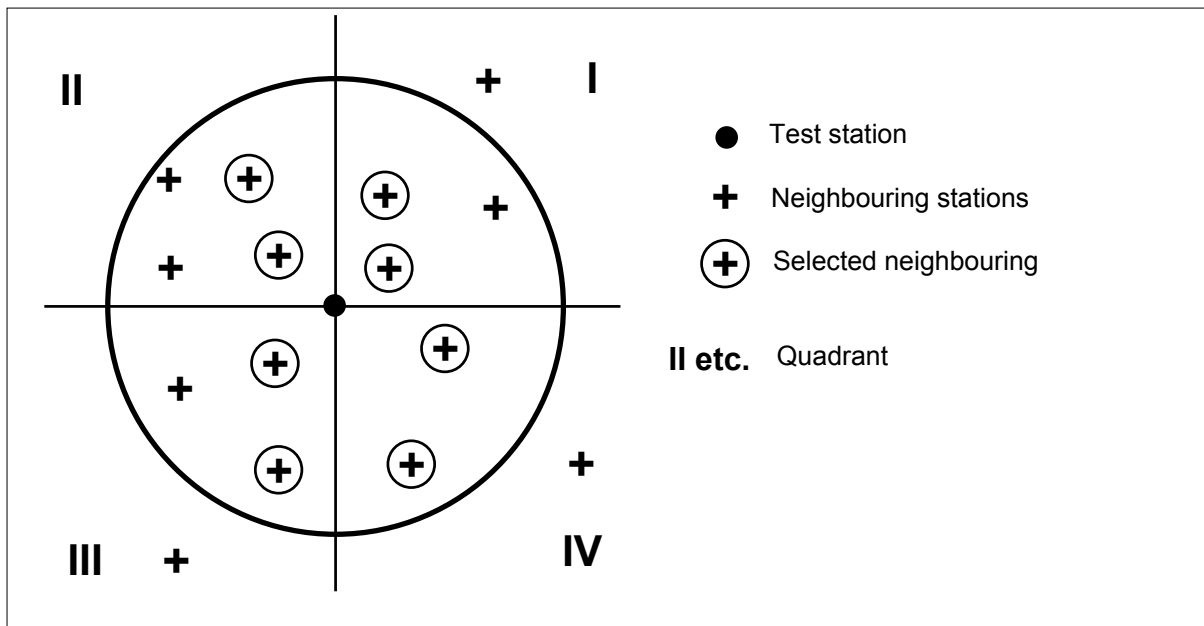 II
I
Test station
Neighbouring stations
Selected neighbouring
II etc. Quadrant
III
IV